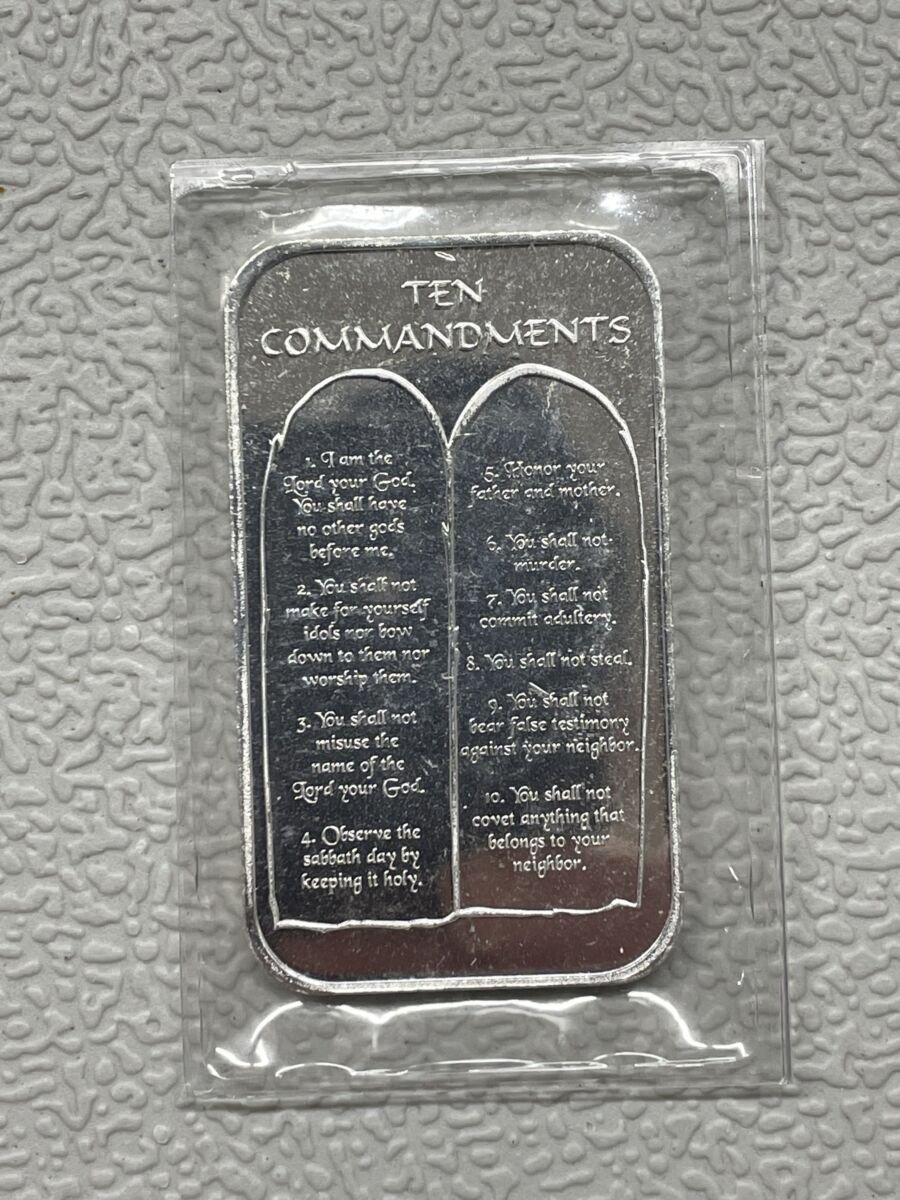 TEN
COMMANDMENTS
1. I am the
Lord your God.
You shall have
no other gods
before me.
2. You shall not
make for yourself
idols nor bow
down to them nor
worship them.
3. You shall not
misuse the
name of the
Lord your God.
4. Observe the
sabbath day by
keeping it holy.
5. Honor your
father and mother.
6. You shall not
murder.
7. You shall not
commit adultery.
8. You shall not steal.
9. You shall not
bear false testimony
against your neighbor.
10. You shall not
covet anything that
belongs to your
neighbor.